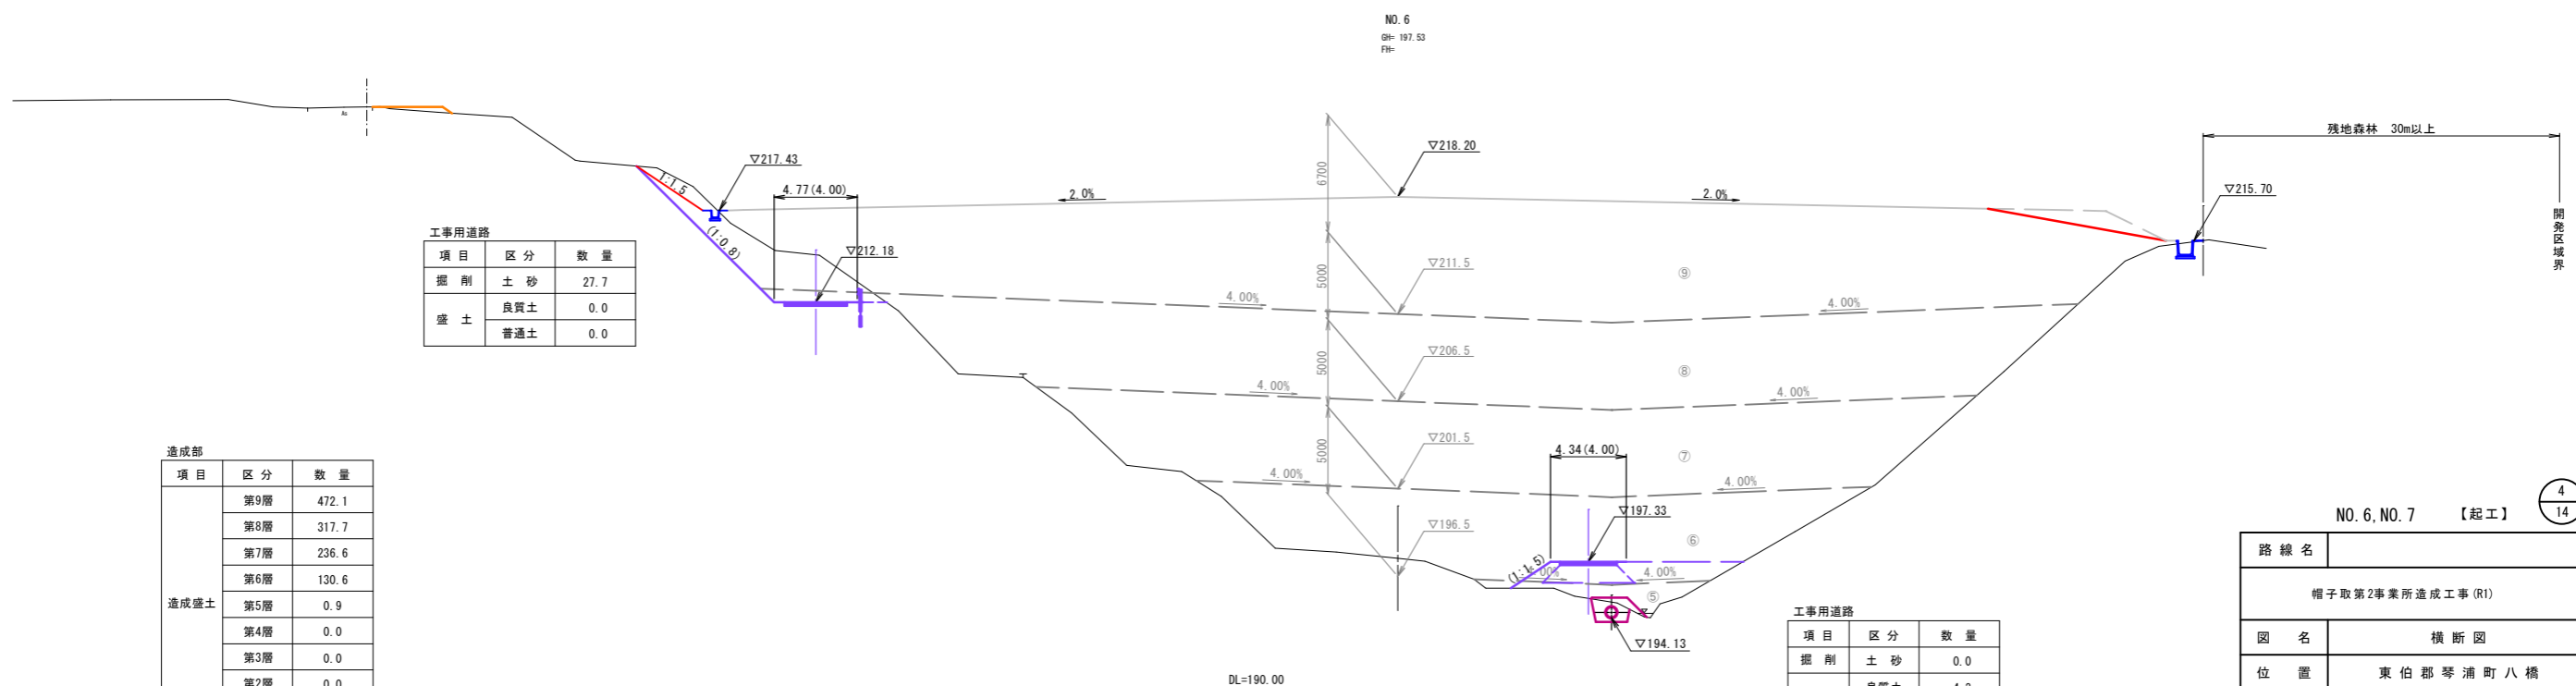 NO. 6
GH= 197.53
FH=
As
残地森林　30m以上
▽217.43
▽218.20
▽215.70
1:1.5
4.77(4.00)
6700
2.0%
2.0%
開発区域界
(1:0.8)
工事用道路
項 目 区 分 数 量
掘 削 土 砂 27.7
盛 土 良質土 0.0
普通土 0.0
▽212.18
▽211.5
5000
⑨
4.00%
4.00%
▽206.5
5000
⑧
4.00%
4.00%
▽201.5
5000
⑦
4.34(4.00)
4.00%
4.00%
▽197.33
▽196.5
⑥
(1:1.5)
4.00%
⑤
▽194.13
DL=190.00
造成部
項 目 区 分 数 量
造成盛土
第9層 472.1
第8層 317.7
第7層 236.6
第6層 130.6
第5層 0.9
第4層 0.0
第3層 0.0
第2層 0.0
工事用道路
項 目 区 分 数 量
掘 削 土 砂 0.0
良質土
NO. 6, NO. 7 【起工】
4
14
路 線 名
帽子取第2事業所造成工事(R1)
図 名 横 断 図
位 置 東 伯 郡 琴 浦 町 八 橋